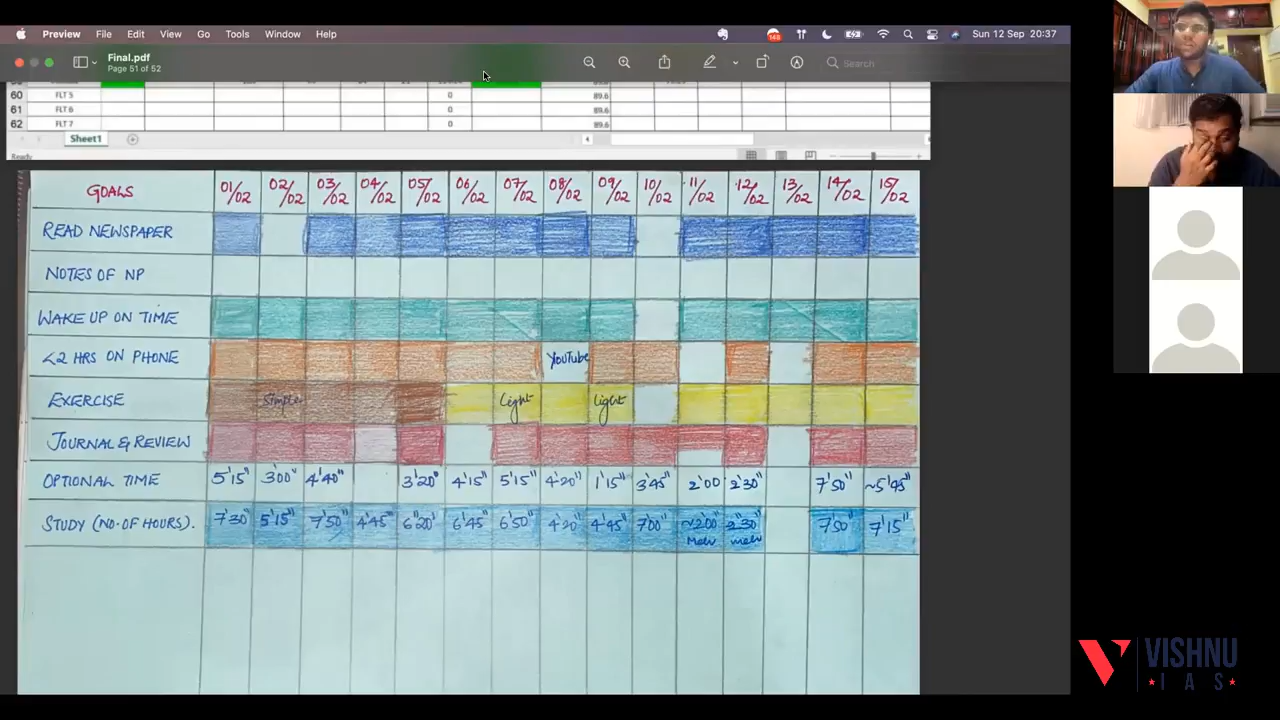 Preview File Edit View Go Tools Window Help 148 Sun 12 Sep 20:37
Final.pdf
Page 51 of 52
Search
60 FLT 5 0 89.6
61 FLT 6 0 89.6
62 FLT 7 0 89.6
Sheet1
Ready
GOALS 01/02 02/02 03/02 04/02 05/02 06/02 07/02 08/02 09/02 10/02 11/02 12/02 13/02 14/02 15/02
READ NEWSPAPER
NOTES OF NP
WAKE UP ON TIME
<2 HRS ON PHONE YouTube
EXERCISE Simple Light Light
JOURNAL & REVIEW
OPTIONAL TIME 5'15" 3'00" 4'40" 3'20" 4'15" 5'15" 4'20" 1'15" 3'45" 2'00 2'30" 7'50" ~5'45"
STUDY (NO. OF HOURS). 7'30" 5'15" 7'50" 4'45" 6'20" 6'45" 6'50" 4'20" 4'45" 7'00" ~2'00" 2'30" 7'50" 7'15"
VISHNU
IAS